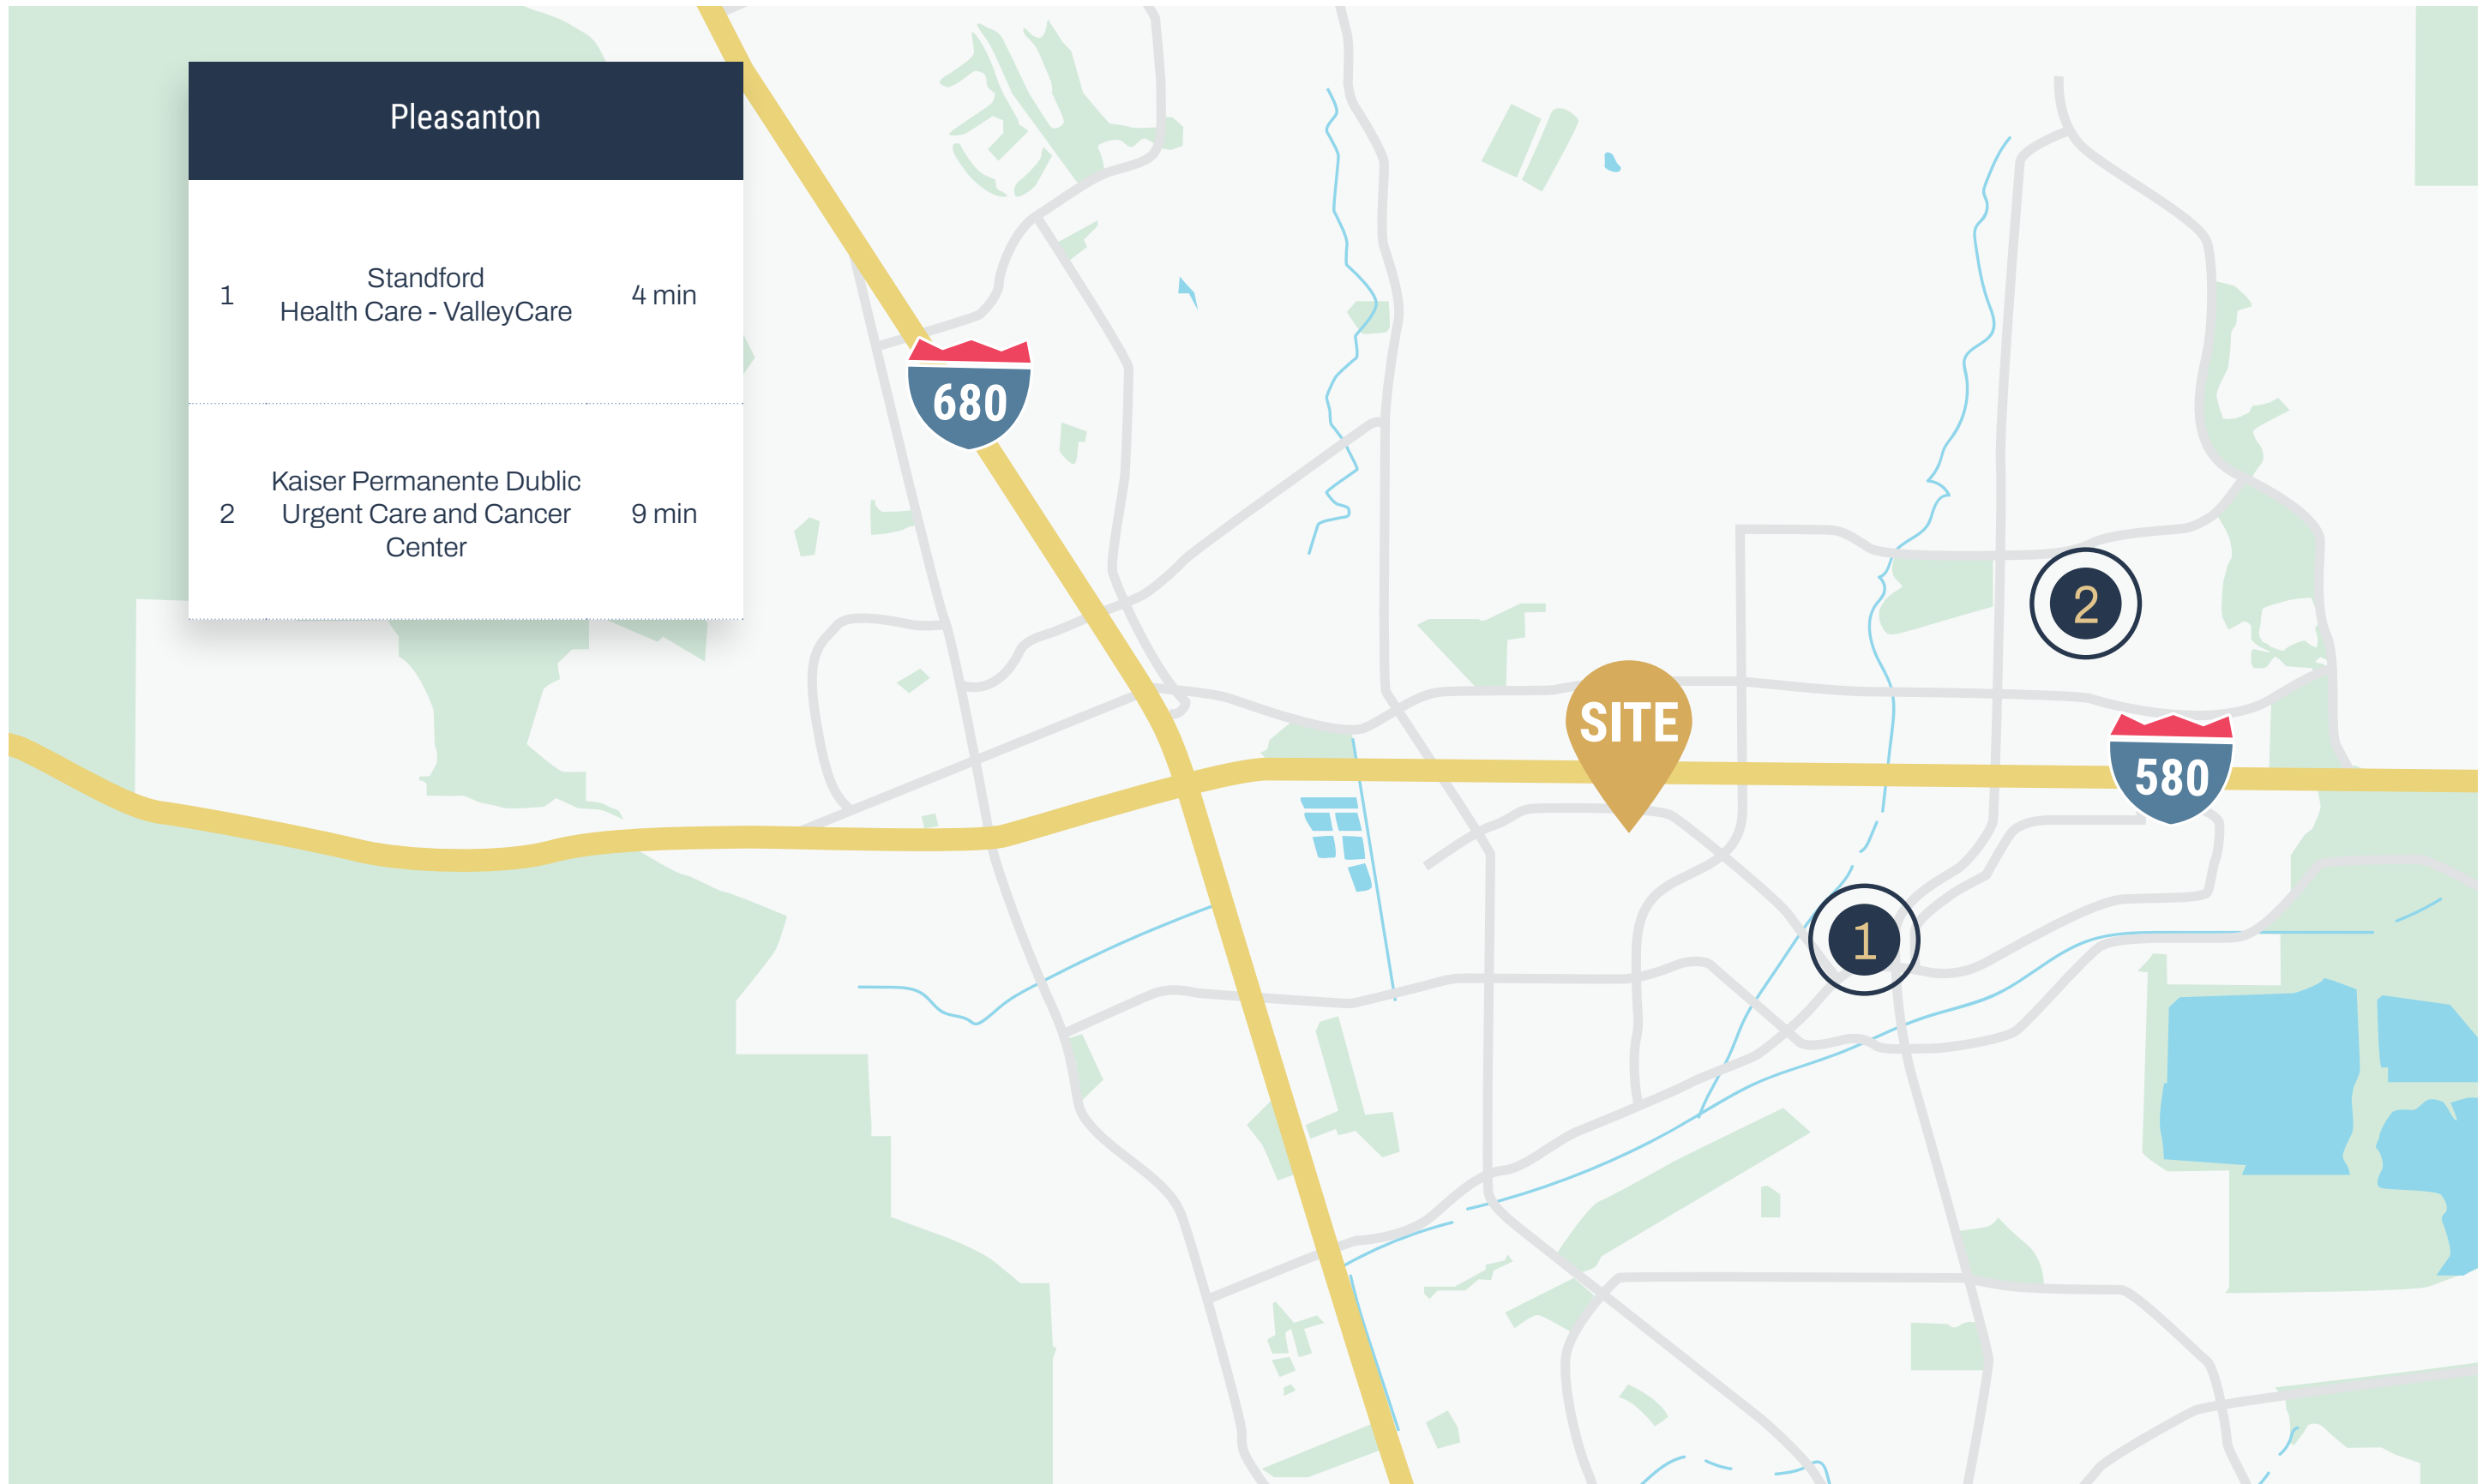 Pleasanton
1
Standford
Health Care - ValleyCare
4 min
2
Kaiser Permanente Dublic
Urgent Care and Cancer
Center
9 min
680
2
SITE
580
1